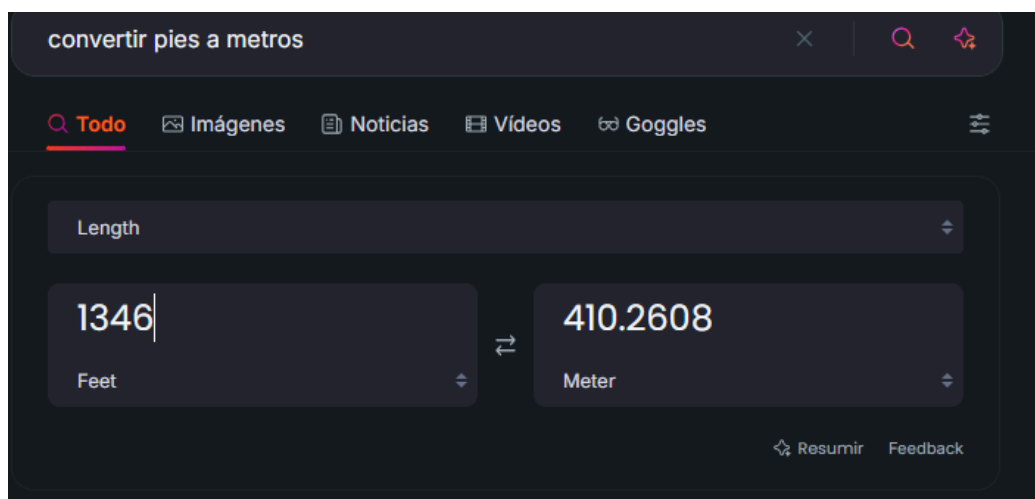 convertir pies a metros
Todo Imágenes Noticias Vídeos Goggles
Length
1346 410.2608
Feet Meter
Resumir Feedback